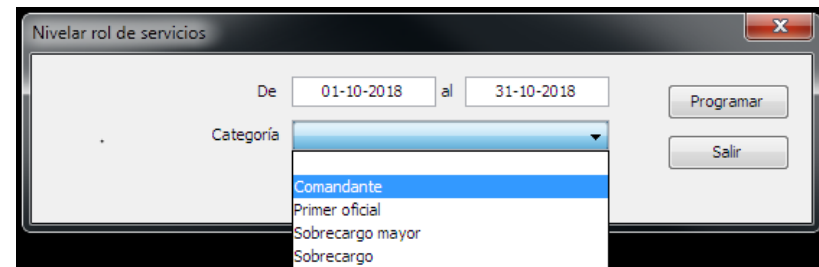 Nivelar rol de servicios
x
De 01-10-2018 al 31-10-2018
Programar
Categoría
Salir
Comandante
Primer oficial
Sobrecargo mayor
Sobrecargo